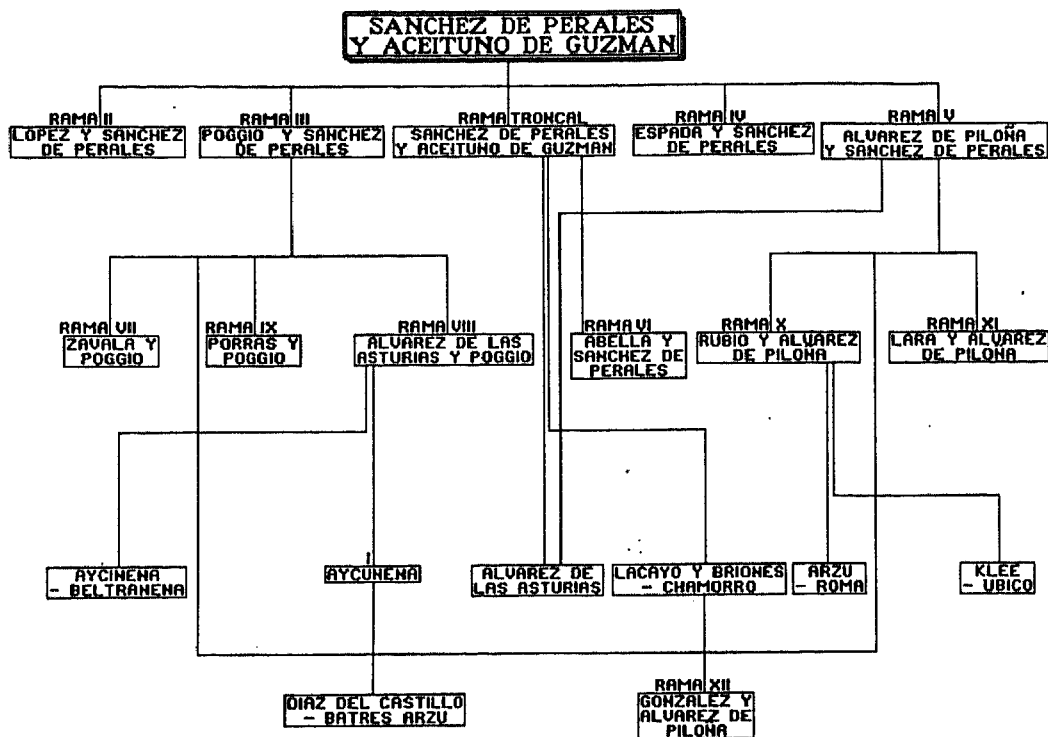 SANCHEZ DE PERALES
Y ACEITUNO DE GUZMAN
RAMA II
LOPEZ Y SANCHEZ
DE PERALES
RAMA III
POGGIO Y SANCHEZ
DE PERALES
RAMA TRONCAL
SANCHEZ DE PERALES
Y ACEITUNO DE GUZMAN
RAMA IV
ESPADA Y SANCHEZ
DE PERALES
RAMA V
ALVAREZ DE PILOÑA
Y SANCHEZ DE PERALES
RAMA VII
ZAVALA Y
POGGIO
RAMA IX
PORRAS Y
POGGIO
RAMA VIII
ALVAREZ DE LAS
ASTURIAS Y POGGIO
RAMA VI
ABELLA Y
SANCHEZ DE
PERALES
RAMA X
RUBIO Y ALVAREZ
DE PILONA
RAMA XI
LARA Y ALVAREZ
DE PILONA
AYCINENA
- BELTRANENA
AYCUNENA
ALVAREZ DE
LAS ASTURIAS
LACAYO Y BRIONES
- CHAMORRO
ARZU
- ROMA
KLEE
- UBICO
DIAZ DEL CASTILLO
- BATRES ARZU
RAMA XII
GONZALEZ Y
ALVAREZ DE
PILONA